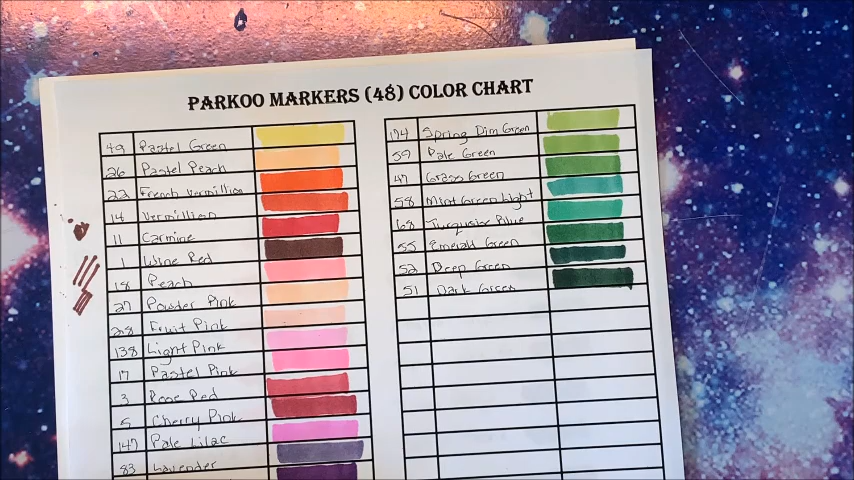 PARKOO MARKERS (48) COLOR CHART
49 Pastel Green
26 Pastel Peach
22 French Vermillion
14 Vermillion
11 Carmine
1 Wine Red
18 Peach
27 Powder Pink
28 Fruit Pink
138 Light Pink
17 Pastel Pink
3 Rose Red
5 Cherry Pink
147 Pale Lilac
83 Lavender
174 Spring Dim Green
59 Pale Green
47 Grass Green
58 Mint Green Light
68 Turquoise Blue
55 Emerald Green
52 Deep Green
51 Dark Green